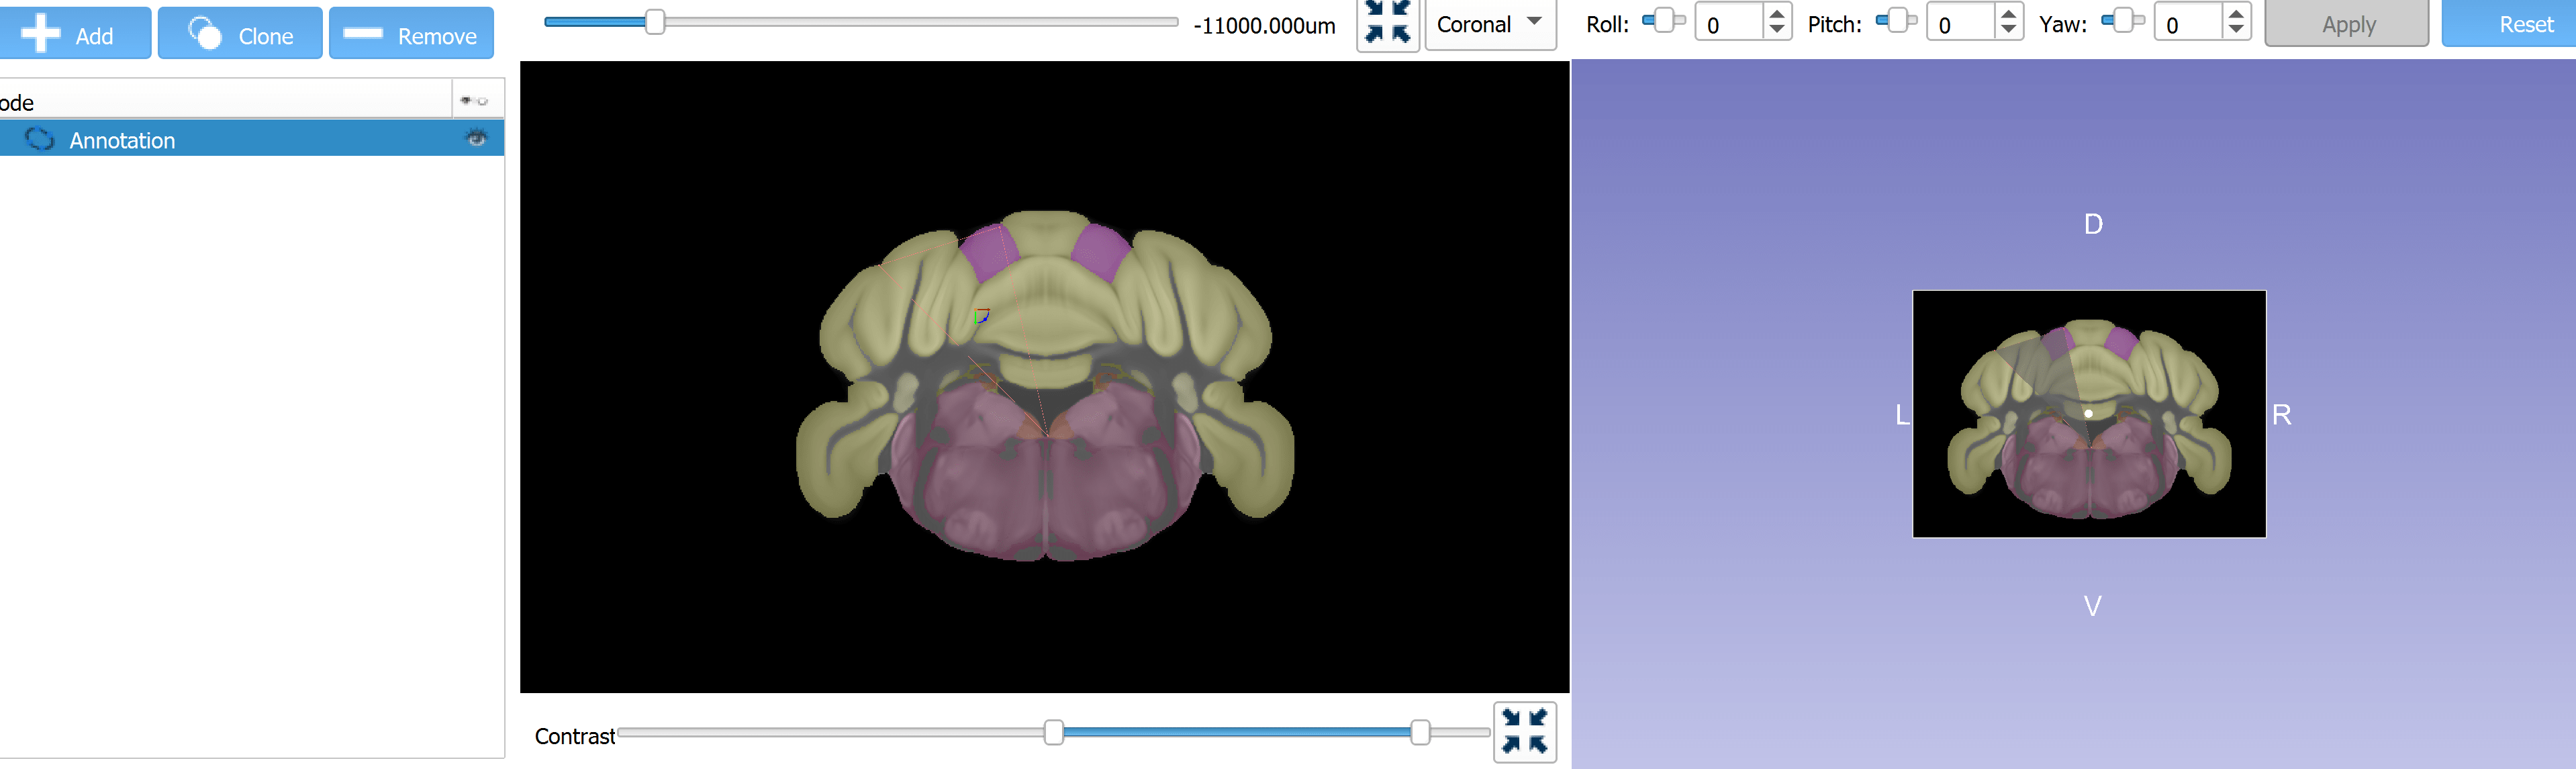 Add Clone Remove
-11000.000um Coronal Roll: 0 Pitch: 0 Yaw: 0 Apply Reset
ode
Annotation
D
L R
V
Contrast